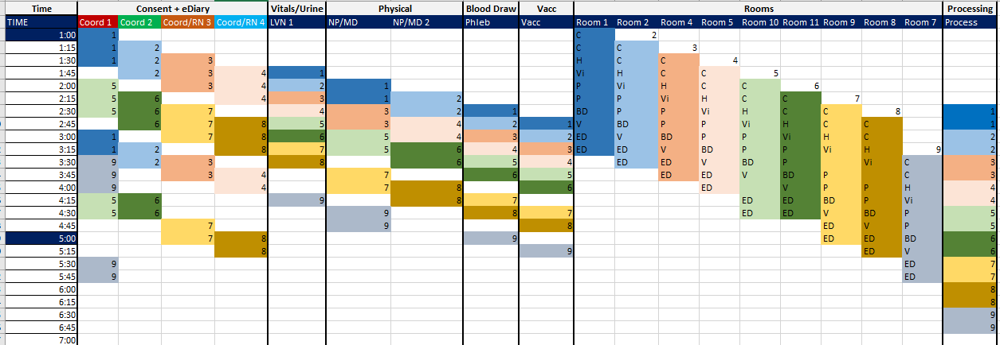 Time Consent + eDiary Vitals/Urine Physical Blood Draw Vacc Rooms Processing
TIME Coord 1 Coord 2 Coord/RN 3 Coord/RN 4 LVN 1 NP/MD NP/MD 2 Phleb Vacc Room 1 Room 2 Room 4 Room 5 Room 10 Room 11 Room 9 Room 8 Room 7 Process
1:00 1 C 2
1:15 1 2 C C 3
1:30 1 2 3 H C C 4
1:45 2 3 4 1 Vi H C C 5
2:00 5 3 4 2 1 P Vi H C C 6
2:15 5 6 4 3 1 2 P P Vi H C C 7
2:30 5 6 7 4 3 2 1 BD P P Vi H C C 8 1
2:45 6 7 8 5 3 4 2 1 V BD P P Vi H C C 1
3:00 1 7 8 6 5 4 3 2 ED V BD P P Vi H C 2
3:15 1 2 8 7 5 6 4 3 ED ED V BD P P Vi H 9 2
3:30 9 2 3 8 6 5 4 ED ED V BD P Vi C 3
3:45 9 3 4 7 6 5 ED ED V BD P C 3
4:00 9 4 7 8 6 ED V P P H 4
4:15 5 6 9 8 7 ED ED BD P Vi 4
4:30 5 6 9 8 7 ED ED V BD P 5
4:45 7 9 8 ED V P 5
5:00 7 8 9 ED ED BD 6
5:15 8 9 ED V 6
5:30 9 ED 7
5:45 9 ED 7
6:00 8
6:15 8
6:30 9
6:45 9
7:00